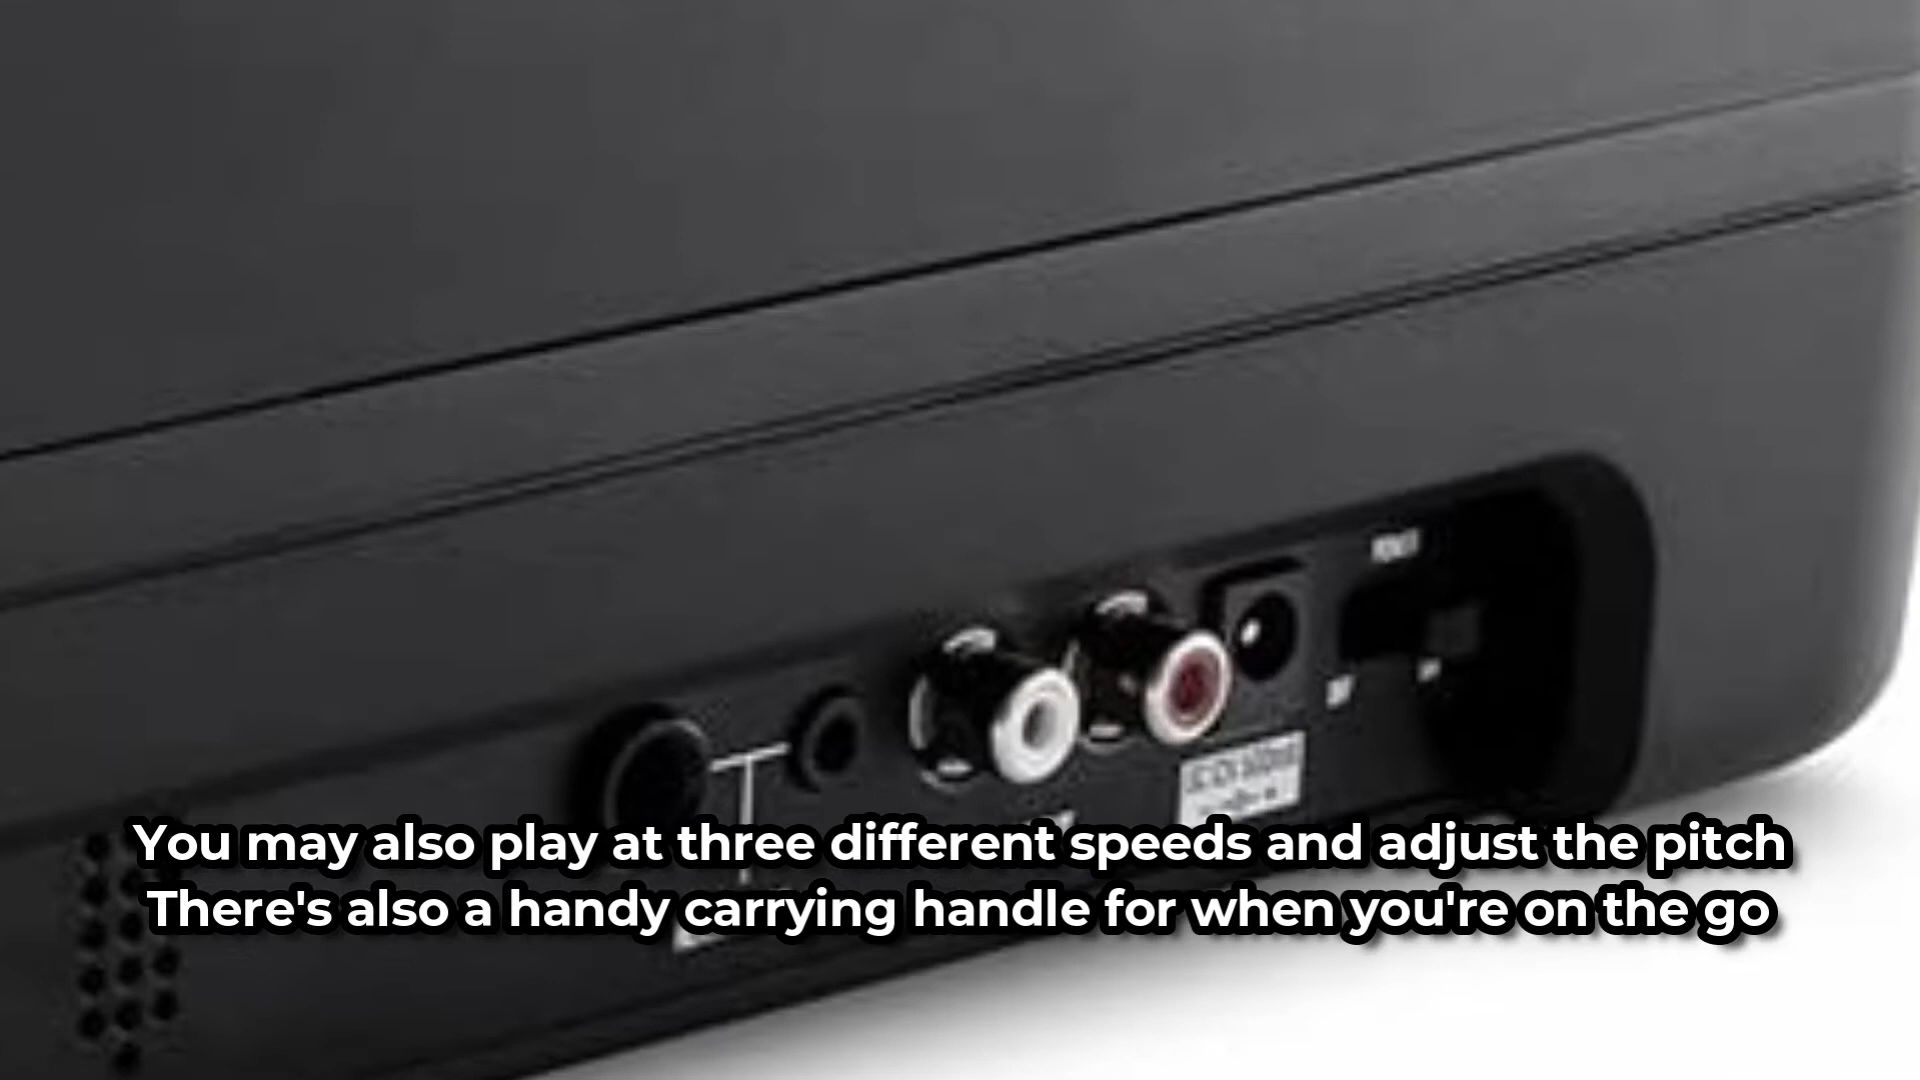 You may also play at three different speeds and adjust the pitch
There's also a handy carrying handle for when you're on the go